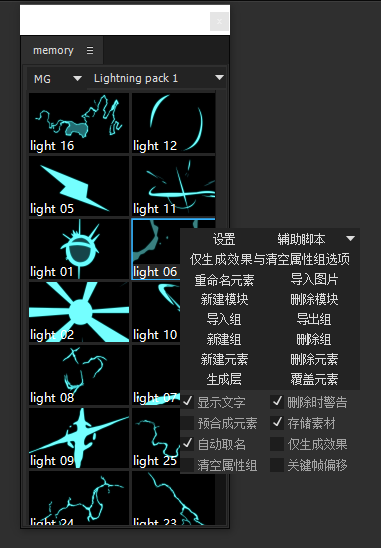 memory ☰
MG Lightning pack 1
light 16 light 12
light 05 light 11
light 01 light 06
light 02 light 10
light 08 light 07
light 09 light 25
light 24 light 23
设置 辅助脚本
仅生成效果与清空属性组选项
重命名元素 导入图片
新建模块 删除模块
导入组 导出组
新建组 删除组
新建元素 删除元素
生成层 覆盖元素
显示文字 删除时警告
预合成元素 存储素材
自动取名 仅生成效果
清空属性组 关键帧偏移